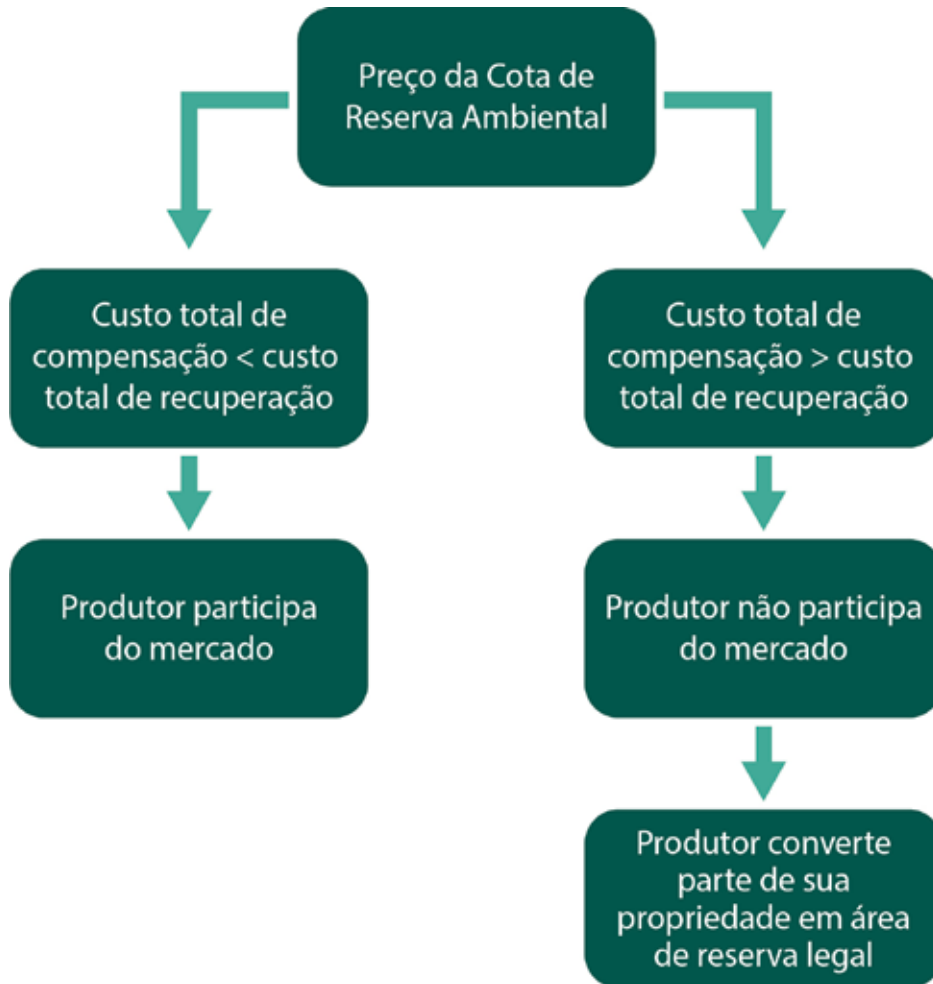 Preço da Cota de
Reserva Ambiental
Custo total de
compensação < custo
total de recuperação
Custo total de
compensação > custo
total de recuperação
Produtor participa
do mercado
Produtor não participa
do mercado
Produtor converte
parte de sua
propriedade em área
de reserva legal